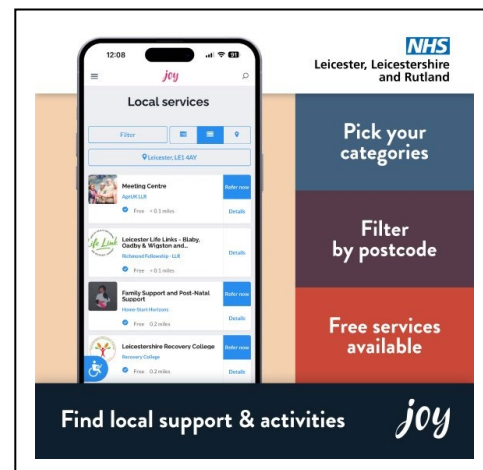 NHS
Leicester, Leicestershire
and Rutland
12:08
joy
Local services
Filter
Leicester, LE1 4AY
Meeting Centre
Refer now
AgeUK LLR
Free < 0.1 miles
Details
Life Link
Leicester Life Links - Blaby,
Oadby & Wigston and...
Details
Richmond Fellowship - LLR
Free < 0.1 miles
Family Support and Post-Natal
Support
Refer now
Home-Start Horizons
Free 0.2 miles
Details
Leicestershire Recovery College
Refer now
Recovery College
Free 0.2 miles
Details
Pick your
categories
Filter
by postcode
Free services
available
Find local support & activities
joy